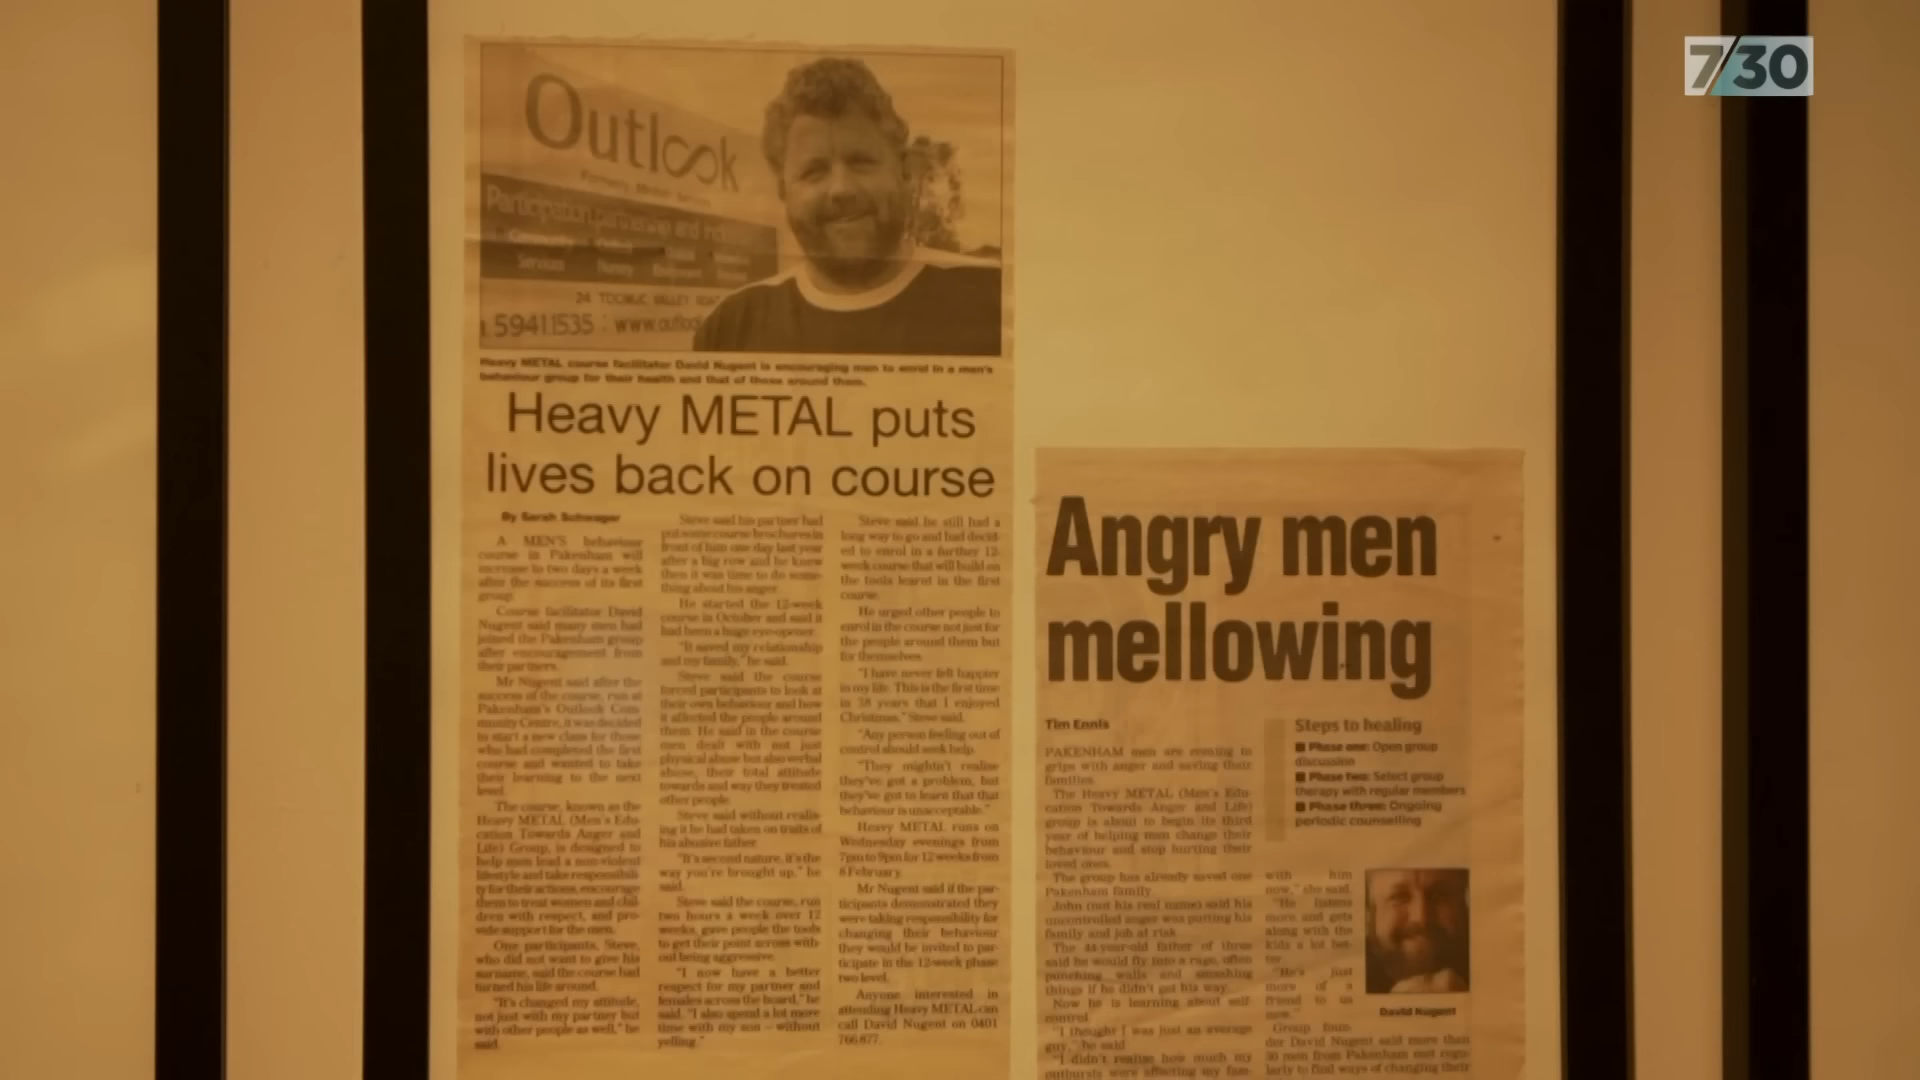 7/30
Outlook
Formerly
Participation, partnership and
Community
Services
24 TOOMUC VALLEY ROAD
59411535 : www.outlook
Heavy METAL course facilitator David Nugent is encouraging men to enrol in a men's
behaviour group for their health and that of those around them.
Heavy METAL puts
lives back on course
By Sarah Schwager
A MEN'S behaviour
course in Pakenham will
increase to two days a week
after the success of its first
group.
Course facilitator David
Nugent said many men had
joined the Pakenham group
after encouragement from
their partners.
Mr Nugent said after the
success of the course, run at
Pakenham's Outlook Com-
munity Centre, it was decided
to start a new class for those
who had completed the first
course and wanted to take
their learning to the next
level.
The course, known as the
Heavy METAL (Men's Edu-
cation Towards Anger and
Life) Group, is designed to
help men lead a non-violent
lifestyle and take responsibili-
ty for their actions, encourage
them to treat women and chil-
dren with respect, and pro-
vide support for the men.
One participants, Steve,
who did not want to give his
surname, said the course had
turned his life around.
"It's changed my attitude,
not just with my partner but
with other people as well," he
said.
Steve said his partner had
put some course brochures in
front of him one day last year
after a big row and he knew
then it was time to do some-
thing about his anger.
He started the 12-week
course in October and said it
had been a huge eye-opener.
"It saved my relationship
and my family," he said.
Steve said the course
forced participants to look at
their own behaviour and how
it affected the people around
them. He said in the course
men dealt with not just
physical abuse but also verbal
abuse, their total attitude
towards and way they treated
other people.
Steve said without realis-
ing it he had taken on traits of
his abusive father.
"It's second nature, it's the
way you're brought up," he
said.
Steve said the course, run
two hours a week over 12
weeks, gave people the tools
to get their point across with-
out being aggressive.
"I now have a better
respect for my partner and
females across the board," he
said. "I also spend a lot more
time with my son – without
yelling."
Steve said he still had a
long way to go and had decid-
ed to enrol in a further 12-
week course that will build on
the tools learnt in the first
course.
He urged other people to
enrol in the course not just for
the people around them but
for themselves.
"I have never felt happier
in my life. This is the first time
in 38 years that I enjoyed
Christmas," Steve said.
"Any person feeling out of
control should seek help.
"They mightn't realise
they've got a problem, but
they've got to learn that that
behaviour is unacceptable."
Heavy METAL runs on
Wednesday evenings from
7pm to 9pm for 12 weeks from
8 February.
Mr Nugent said if the par-
ticipants demonstrated they
were taking responsibility for
changing their behaviour
they would be invited to par-
ticipate in the 12-week phase
two level.
Anyone interested in
attending Heavy METAL can
call David Nugent on 0401
766 877.
Angry men
mellowing
Tim Ennis
PAKENHAM men are coming to
grips with anger and saving their
families.
The Heavy METAL (Men's Edu-
cation Towards Anger and Life)
group is about to begin its third
year of helping men change their
behaviour and stop hurting their
loved ones.
The group has already saved one
Pakenham family.
John (not his real name) said his
uncontrolled anger was putting his
family and job at risk.
The 44-year-old father of three
said he would fly into a rage, often
punching walls and smashing
things if he didn't get his way.
Now he is learning about self-
control.
"I thought I was just an average
guy," he said.
"I didn't realise how much my
outbursts were affecting my fam-
Steps to healing
■ Phase one: Open group
discussion
■ Phase two: Select group
therapy with regular members
■ Phase three: Ongoing
periodic counselling
with him
now," she said.
"He listens
more and gets
along with the
kids a lot bet-
ter.
"He's just
more of a
friend to us
now."
David Nugent
Group foun-
der David Nugent said more than
30 men from Pakenham met regu-
larly to find ways of changing their